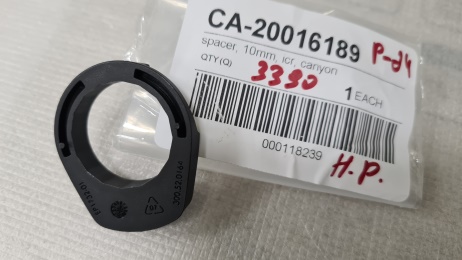 CA-20016189
spacer, 10mm, icr, canyon
QTY(Q)
1 EACH
000118239
P-24
3390
H.P.